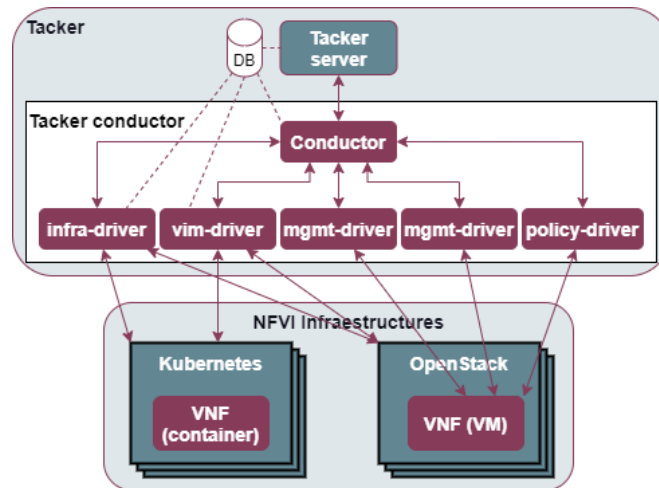 Tacker
DB
Tacker
server
Tacker conductor
Conductor
infra-driver
vim-driver
mgmt-driver
mgmt-driver
policy-driver
NFVI Infraestructures
Kubernetes
OpenStack
VNF
(container)
VNF (VM)